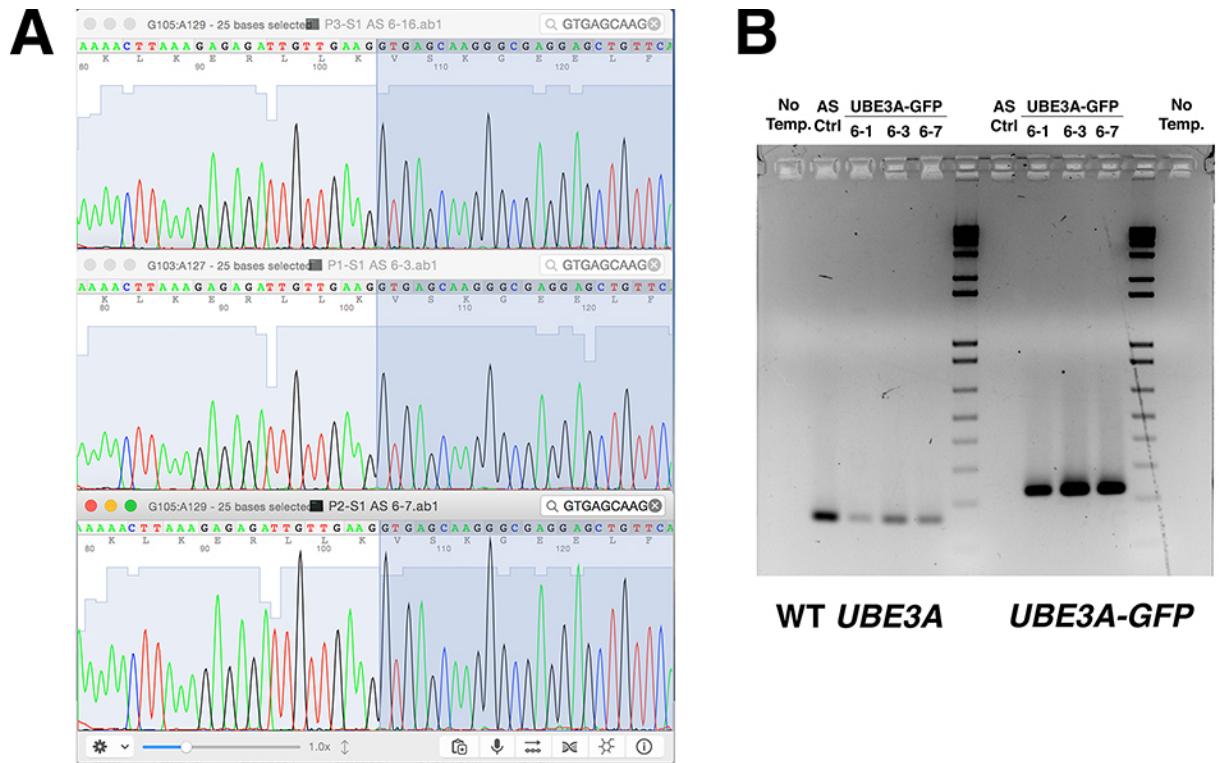 A
G105:A129 - 25 bases selected P3-S1 AS 6-16.ab1 GTGAGCAAG
AAAACTTAAAGAGAGATTGTTGAAGGTGAGCAAGGGCGAGGAGCTGTTCA
K L K E R L L K V S K G E E L F
80 90 100 110 120
G103:A127 - 25 bases selected P1-S1 AS 6-3.ab1 GTGAGCAAG
AAAACTTAAAGAGAGATTGTTGAAGGTGAGCAAGGGCGAGGAGCTGTTCA
K L K E R L L K V S K G E E L F
80 90 100 110 120
G105:A129 - 25 bases selected P2-S1 AS 6-7.ab1 GTGAGCAAG
AAAAACTTAAAGAGAGATTGTTGAAGGTGAGCAAGGGCGAGGAGCTGTTCA
K L K E R L L K V S K G E E L F
80 90 100 110 120
1.0x
B
No Temp. AS Ctrl UBE3A-GFP AS Ctrl UBE3A-GFP No Temp.
6-1 6-3 6-7 6-1 6-3 6-7
WT UBE3A UBE3A-GFP